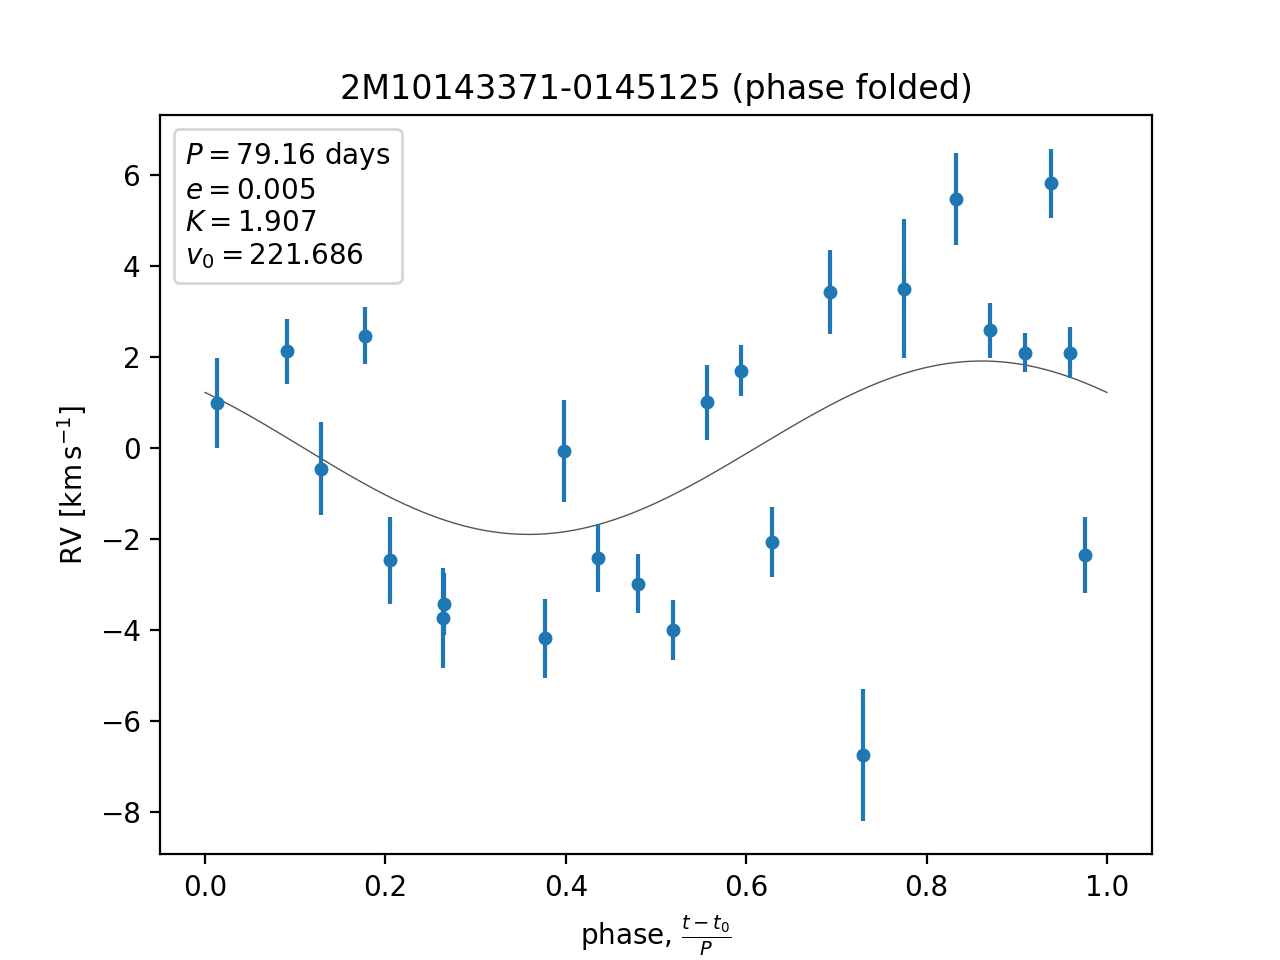 2M10143371-0145125 (phase folded)
P = 79.16 days
e = 0.005
K = 1.907
v₀ = 221.686
RV [km s⁻¹]
6
4
2
0
−2
−4
−6
−8
0.0 0.2 0.4 0.6 0.8 1.0
phase, (t − t₀)/P